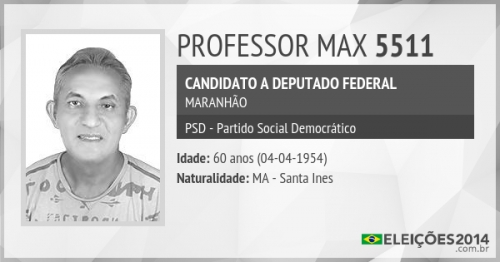 PROFESSOR MAX 5511
CANDIDATO A DEPUTADO FEDERAL
MARANHÃO
PSD - Partido Social Democrático
Idade: 60 anos (04-04-1954)
Naturalidade: MA - Santa Ines
ELEIÇÕES2014
.com.br